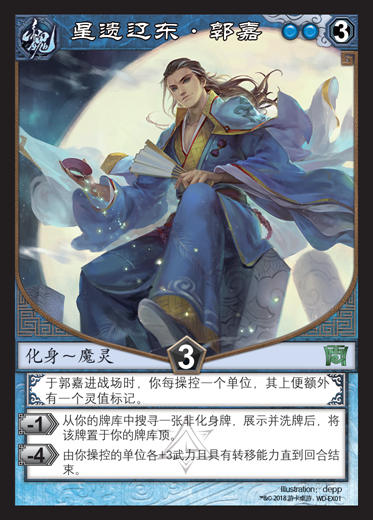 星遗辽东·郭嘉
3
化身～魔灵
3
于郭嘉进战场时，你每操控一个单位，其上便额外
有一个灵值标记。
-1 从你的牌库中搜寻一张非化身牌，展示并洗牌后，将
该牌置于你的牌库顶。
-4 由你操控的单位各+3武力且具有转移能力直到回合结
束。
illustration: depp
™&©2018 游卡桌游. WD-EX01